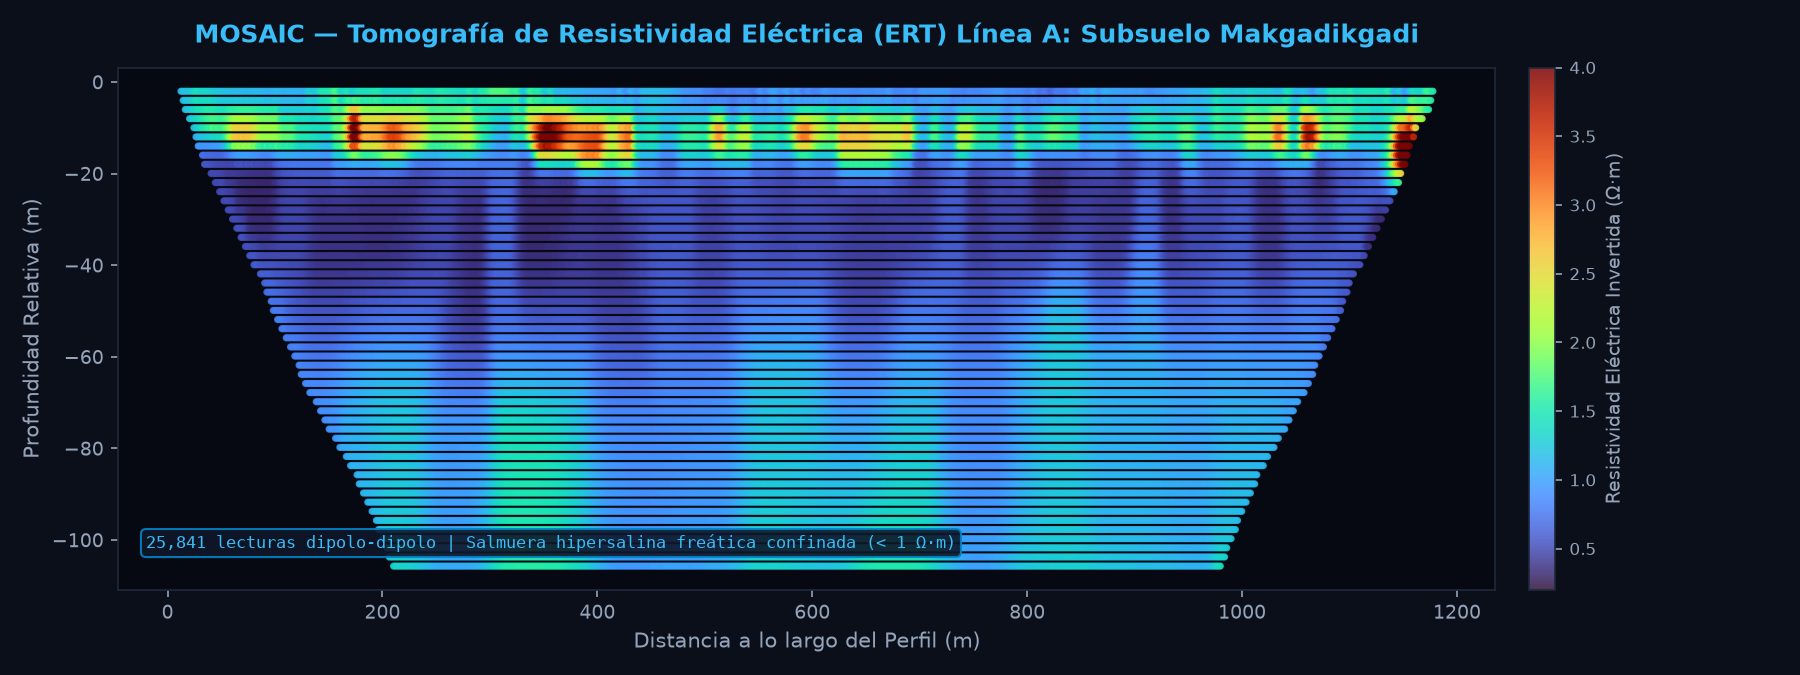 MOSAIC — Tomografía de Resistividad Eléctrica (ERT) Línea A: Subsuelo Makgadikgadi
Profundidad Relativa (m)
0
−20
−40
−60
−80
−100
25,841 lecturas dipolo-dipolo | Salmuera hipersalina freática confinada (< 1 Ω·m)
0 200 400 600 800 1000 1200
Distancia a lo largo del Perfil (m)
4.0
3.5
3.0
2.5
2.0
1.5
1.0
0.5
Resistividad Eléctrica Invertida (Ω·m)